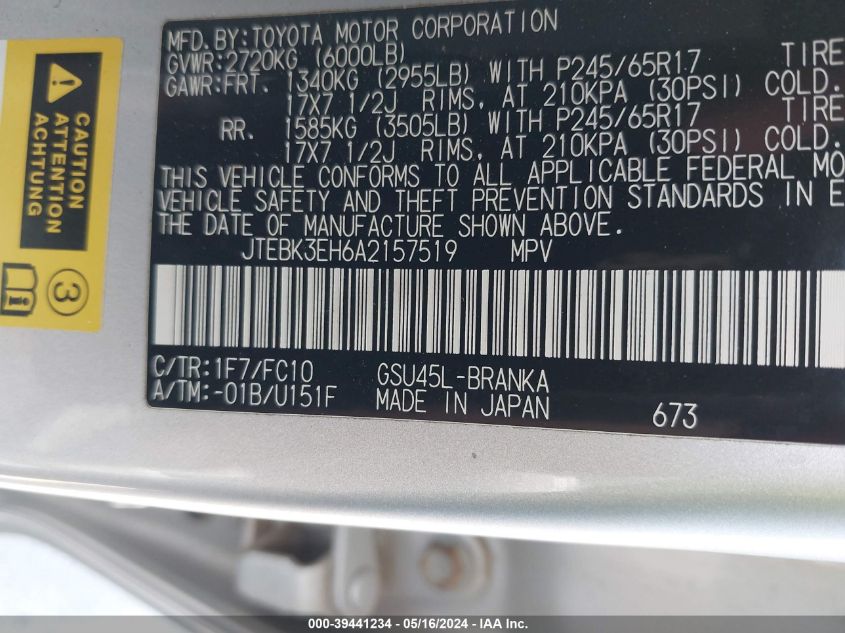 MFD. BY: TOYOTA MOTOR CORPORATION
GVWR: 2720KG (6000LB)
GAWR: FRT. 1340KG (2955LB) WITH P245/65R17 TIRE
17X7 1/2J RIMS, AT 210KPA (30PSI) COLD.
RR. 1585KG (3505LB) WITH P245/65R17 TIRE
17X7 1/2J RIMS, AT 210KPA (30PSI) COLD.
THIS VEHICLE CONFORMS TO ALL APPLICABLE FEDERAL MO
VEHICLE SAFETY AND THEFT PREVENTION STANDARDS IN E
THE DATE OF MANUFACTURE SHOWN ABOVE.
JTEBK3EH6A2157519 MPV
C/TR: 1F7/FC10 GSU45L-BRANKA
A/TM: -01B/U151F MADE IN JAPAN 673
CAUTION
ATTENTION
ACHTUNG
3
000-39441234 - 05/16/2024 - IAA Inc.